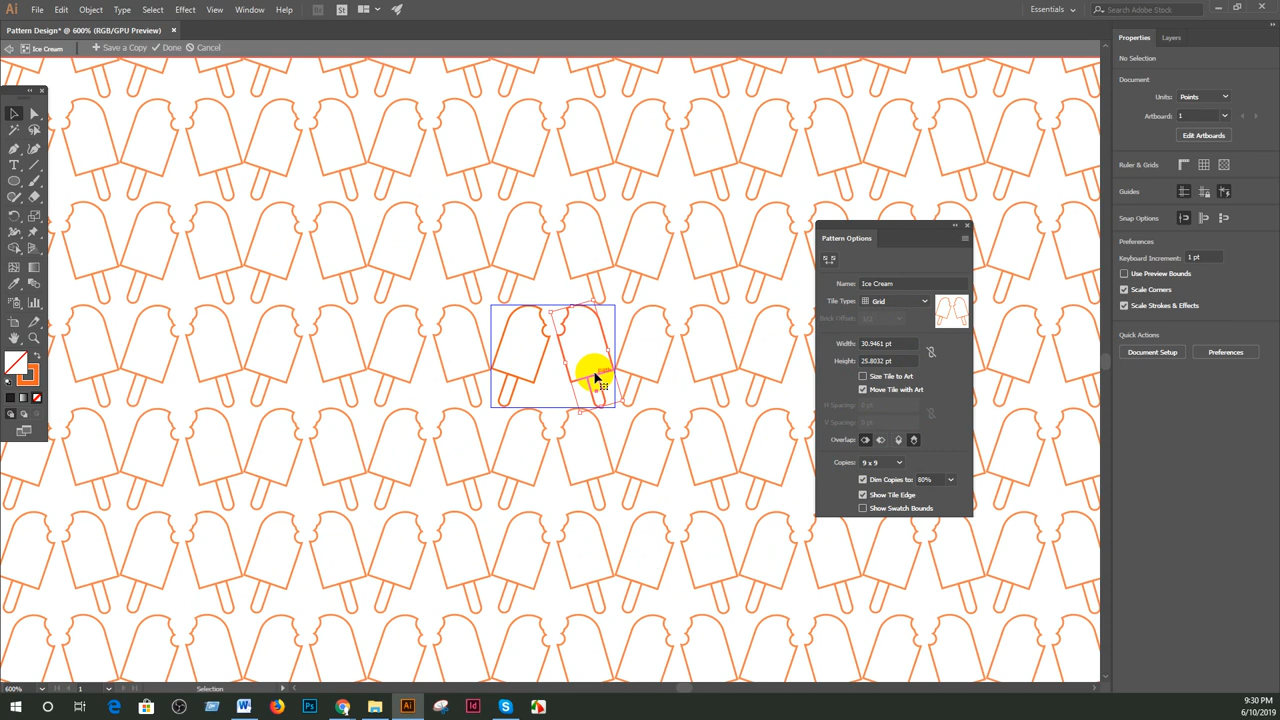 Ai File Edit Object Type Select Effect View Window Help Br St Essentials Search Adobe Stock
Pattern Design* @ 600% (RGB/GPU Preview) ×
Ice Cream + Save a Copy Done Cancel
Properties Layers
No Selection
Document
Units: Points
Artboard: 1
Edit Artboards
Ruler & Grids
Guides
Snap Options
Preferences
Keyboard Increment: 1 pt
Use Preview Bounds
Scale Corners
Scale Strokes & Effects
Quick Actions
Document Setup Preferences
Pattern Options
Name: Ice Cream
Tile Type: Grid
Brick Offset: 1/2
Width: 30.9461 pt
Height: 25.8032 pt
Size Tile to Art
Move Tile with Art
H Spacing: 0 pt
V Spacing: 0 pt
Overlap:
Copies: 9 x 9
Dim Copies to: 80%
Show Tile Edge
Show Swatch Bounds
600% 1 Selection
9:30 PM
6/10/2019